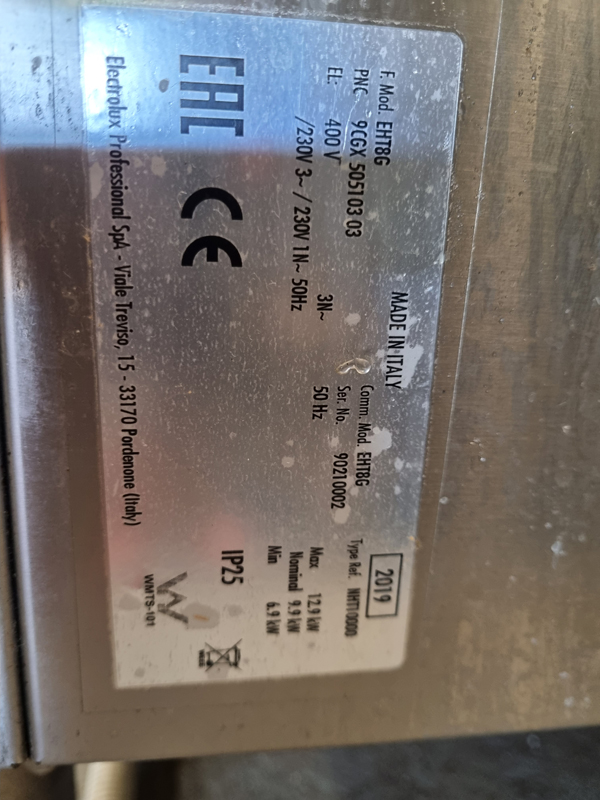 MADE IN ITALY
2019
F. Mod. EHT8G
Comm. Mod. EHT8G
Type Ref. NHT10000
PNC 9CGX 505103 03
Ser. No. 90210002
EL: 400 V 3N~ 50 Hz
Max 12.9 kW
/230V 3~ / 230V 1N~ 50Hz
Nominal 9.9 kW
Min 6.9 kW
IP25
EAC CE
WMTS-101
Electrolux Professional SpA - Viale Treviso, 15 - 33170 Pordenone (Italy)